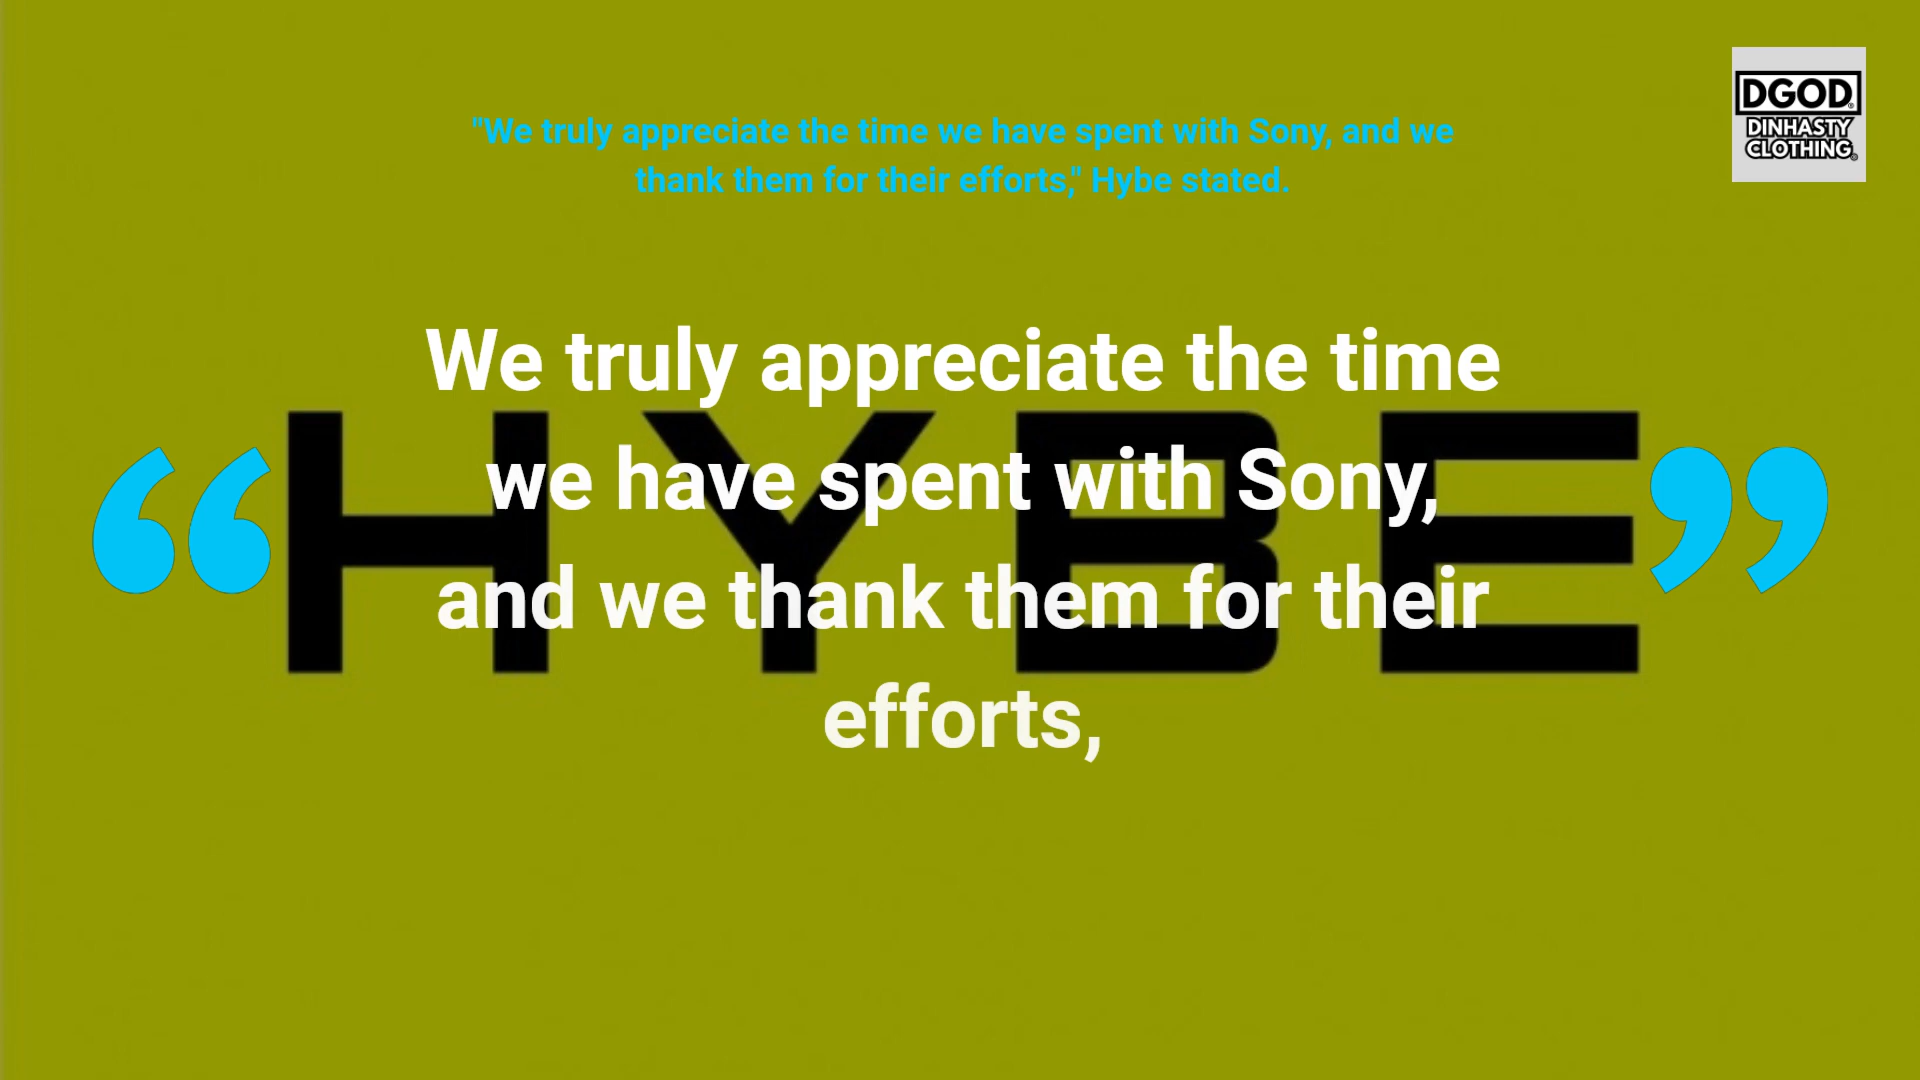 DGOD®
DINHASTY
CLOTHING®
"We truly appreciate the time we have spent with Sony, and we
thank them for their efforts," Hybe stated.
We truly appreciate the time
HYBE
“ we have spent with Sony, ”
and we thank them for their
efforts,